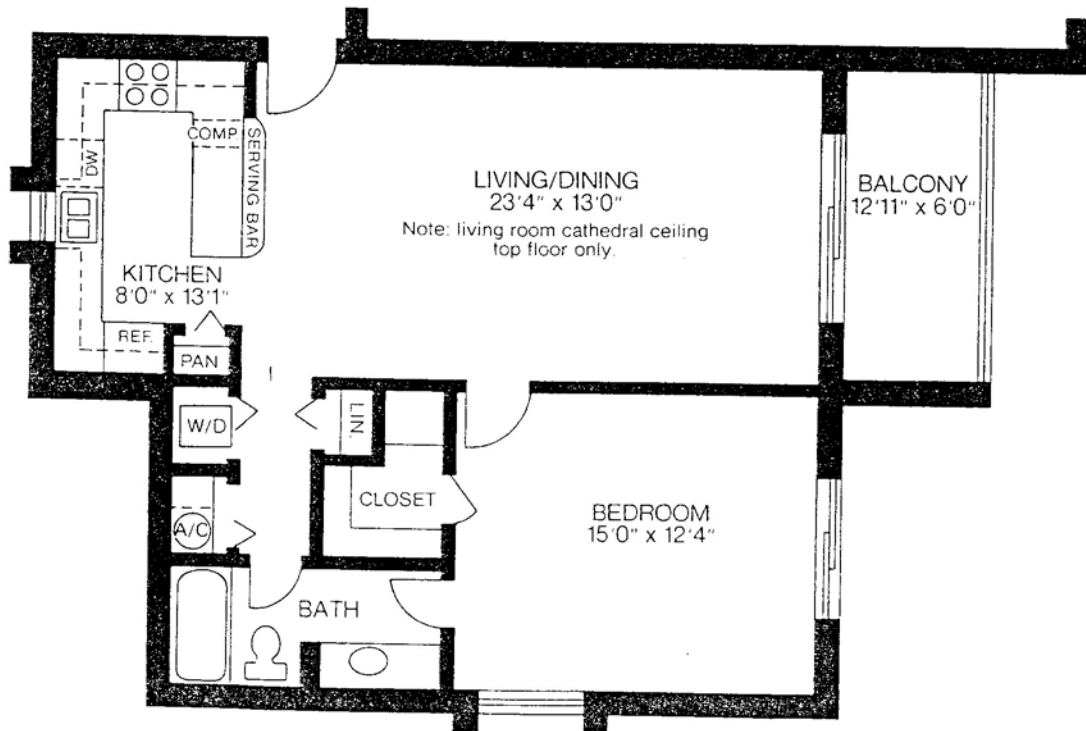 COMP
SERVING BAR
DW
LIVING/DINING
23'4" x 13'0"
Note: living room cathedral ceiling
top floor only.
BALCONY
12'11" x 6'0"
KITCHEN
8'0" x 13'1"
REF.
PAN
W/D
LIN.
CLOSET
A/C
BEDROOM
15'0" x 12'4"
BATH